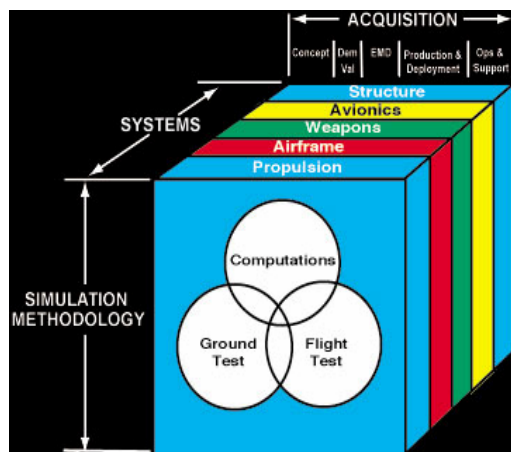 ACQUISITION
Concept
Dem
Val
EMD
Production &
Deployment
Ops &
Support
SYSTEMS
Structure
Avionics
Weapons
Airframe
Propulsion
SIMULATION
METHODOLOGY
Computations
Ground
Test
Flight
Test